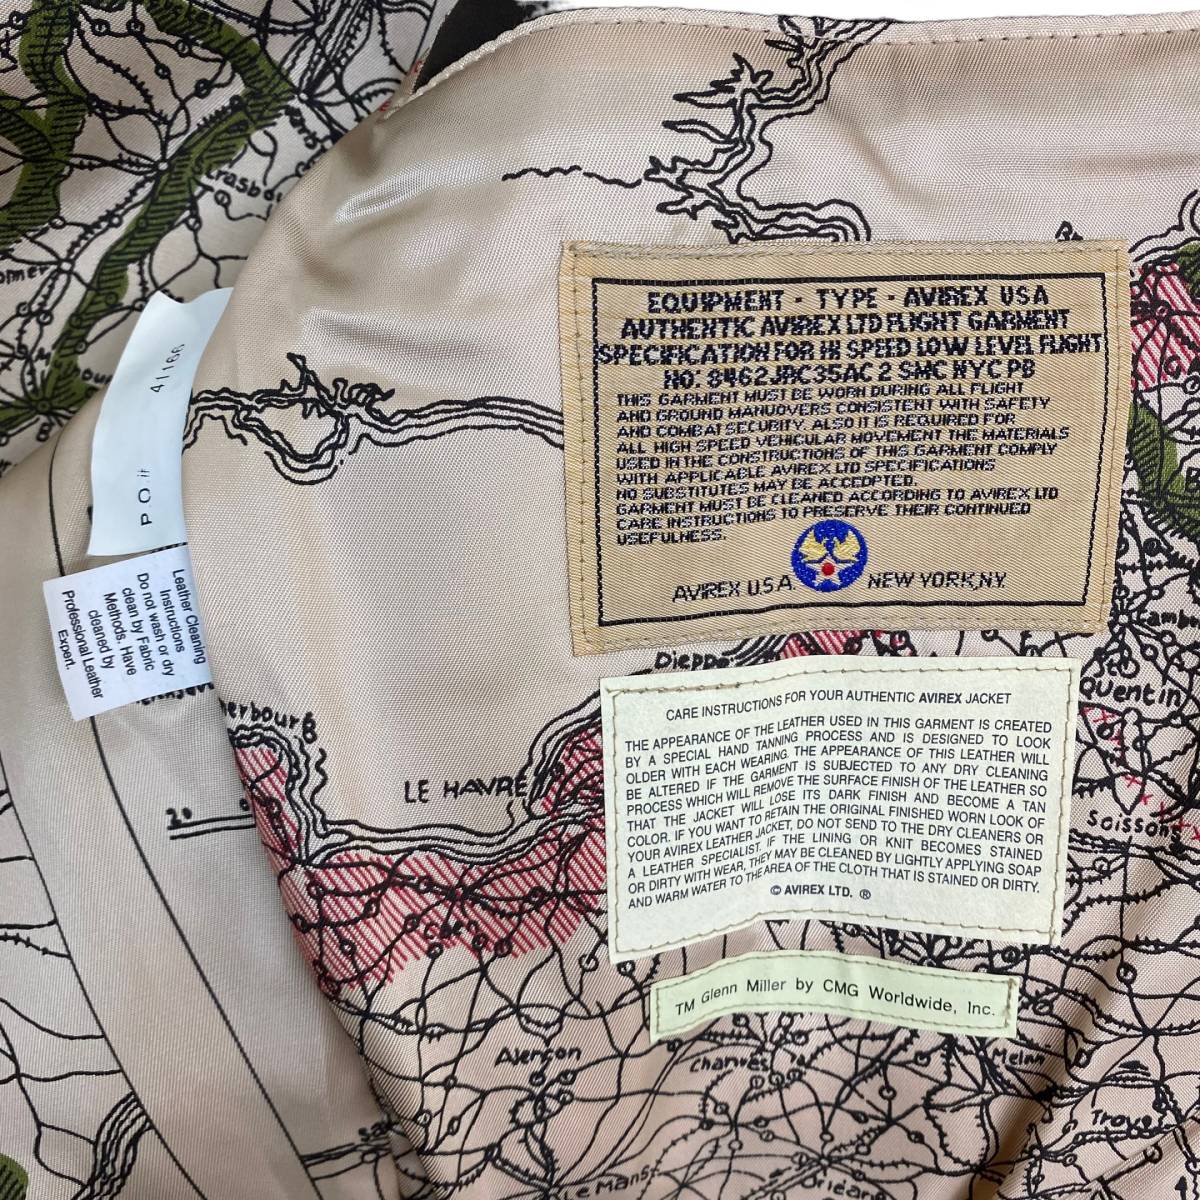 EQUIPMENT - TYPE - AVIREX USA
AUTHENTIC AVIREX LTD FLIGHT GARMENT
SPECIFICATION FOR HI SPEED LOW LEVEL FLIGHT
NO: 8462JRC35AC 2 SMC NYC PB
THIS GARMENT MUST BE WORN DURING ALL FLIGHT
AND GROUND MANUOVERS CONSISTENT WITH SAFETY
AND COMBAT SECURITY. ALSO IT IS REQUIRED FOR
ALL HIGH SPEED VEHICULAR MOVEMENT THE MATERIALS
USED IN THE CONSTRUCTIONS OF THIS GARMENT COMPLY
WITH APPLICABLE AVIREX LTD SPECIFICATIONS
NO SUBSTITUTES MAY BE ACCEDPTED.
GARMENT MUST BE CLEANED ACCORDING TO AVIREX LTD
CARE INSTRUCTIONS TO PRESERVE THEIR CONTINUED
USEFULNESS.
AVIREX U.S.A. NEW YORK,N.Y.
CARE INSTRUCTIONS FOR YOUR AUTHENTIC AVIREX JACKET
THE APPEARANCE OF THE LEATHER USED IN THIS GARMENT IS CREATED
BY A SPECIAL HAND TANNING PROCESS AND IS DESIGNED TO LOOK
OLDER WITH EACH WEARING. THE APPEARANCE OF THIS LEATHER WILL
BE ALTERED IF THE GARMENT IS SUBJECTED TO ANY DRY CLEANING
PROCESS WHICH WILL REMOVE THE SURFACE FINISH OF THE LEATHER SO
THAT THE JACKET WILL LOSE ITS DARK FINISH AND BECOME A TAN
COLOR. IF YOU WANT TO RETAIN THE ORIGINAL FINISHED WORN LOOK OF
YOUR AVIREX LEATHER JACKET, DO NOT SEND TO THE DRY CLEANERS OR
A LEATHER SPECIALIST. IF THE LINING OR KNIT BECOMES STAINED
OR DIRTY WITH WEAR, THEY MAY BE CLEANED BY LIGHTLY APPLYING SOAP
AND WARM WATER TO THE AREA OF THE CLOTH THAT IS STAINED OR DIRTY.
© AVIREX LTD. ®
TM Glenn Miller by CMG Worldwide, Inc.
PO# 41166
Leather Cleaning
Instructions
Do not wash or dry
clean by Fabric
Methods. Have
cleaned by
Professional Leather
Expert.
Dieppe
erbourg
LE HAVRE
Quentin
Soissons
Alençon
Melun
Troyes
Le Mans
Orléans
2°